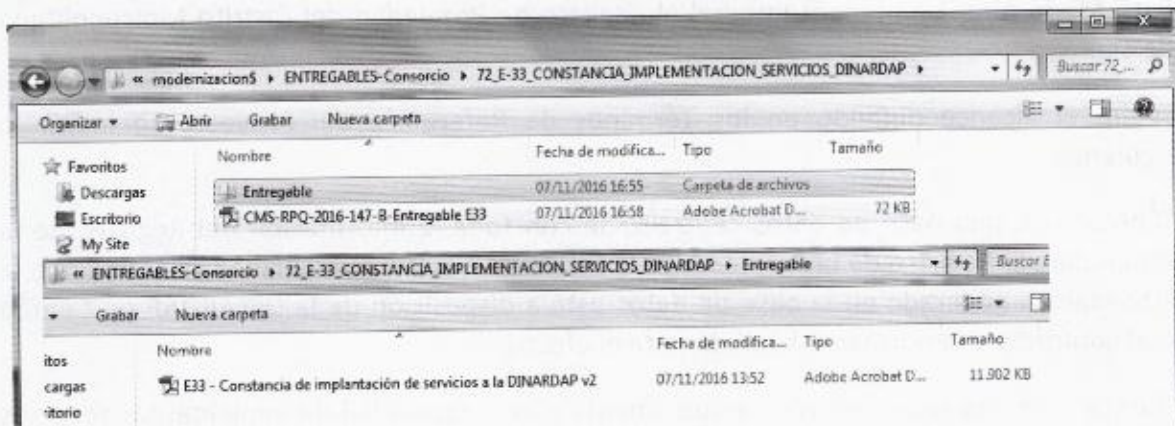 « modernizacion$ ▸ ENTREGABLES-Consorcio ▸ 72_E-33_CONSTANCIA_IMPLEMENTACION_SERVICIOS_DINARDAP ▸
Buscar 72_...
Organizar ▾ Abrir Grabar Nueva carpeta
Nombre Fecha de modifica... Tipo Tamaño
Favoritos
Entregable 07/11/2016 16:55 Carpeta de archivos
Descargas
CMS-RPQ-2016-147-B-Entregable E33 07/11/2016 16:58 Adobe Acrobat D... 72 KB
Escritorio
My Site
« ENTREGABLES-Consorcio ▸ 72_E-33_CONSTANCIA_IMPLEMENTACION_SERVICIOS_DINARDAP ▸ Entregable
Buscar E
Grabar Nueva carpeta
Nombre Fecha de modifica... Tipo Tamaño
itos
cargas
E33 - Constancia de implantación de servicios a la DINARDAP v2 07/11/2016 13:52 Adobe Acrobat D... 11.902 KB
itorio